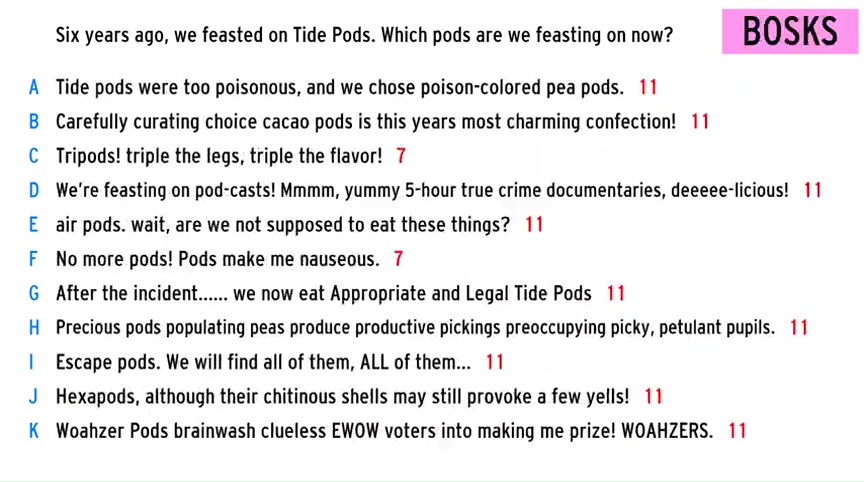 Six years ago, we feasted on Tide Pods. Which pods are we feasting on now?
BOSKS
A Tide pods were too poisonous, and we chose poison-colored pea pods. 11
B Carefully curating choice cacao pods is this years most charming confection! 11
C Tripods! triple the legs, triple the flavor! 7
D We're feasting on pod-casts! Mmmm, yummy 5-hour true crime documentaries, deeeee-licious! 11
E air pods. wait, are we not supposed to eat these things? 11
F No more pods! Pods make me nauseous. 7
G After the incident...... we now eat Appropriate and Legal Tide Pods 11
H Precious pods populating peas produce productive pickings preoccupying picky, petulant pupils. 11
I Escape pods. We will find all of them, ALL of them... 11
J Hexapods, although their chitinous shells may still provoke a few yells! 11
K Woahzer Pods brainwash clueless EWOW voters into making me prize! WOAHZERS. 11